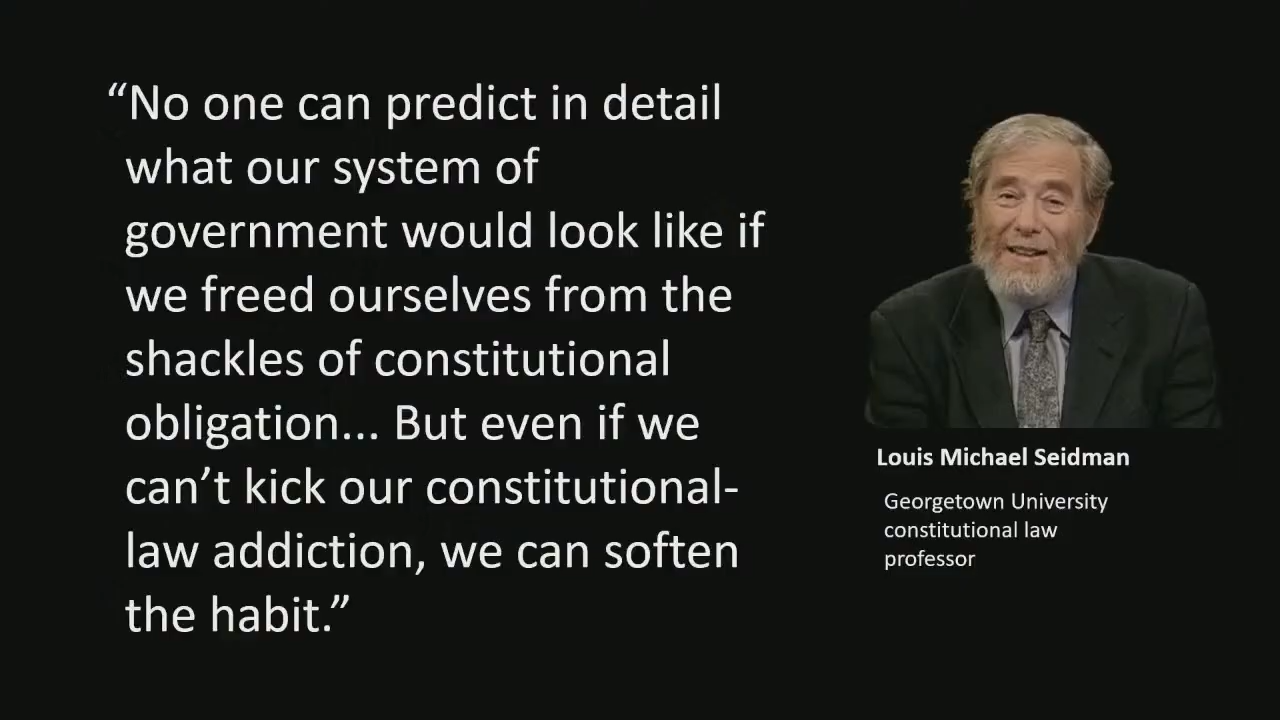 “No one can predict in detail
what our system of
government would look like if
we freed ourselves from the
shackles of constitutional
obligation... But even if we
can’t kick our constitutional-
law addiction, we can soften
the habit.”
Louis Michael Seidman
Georgetown University
constitutional law
professor